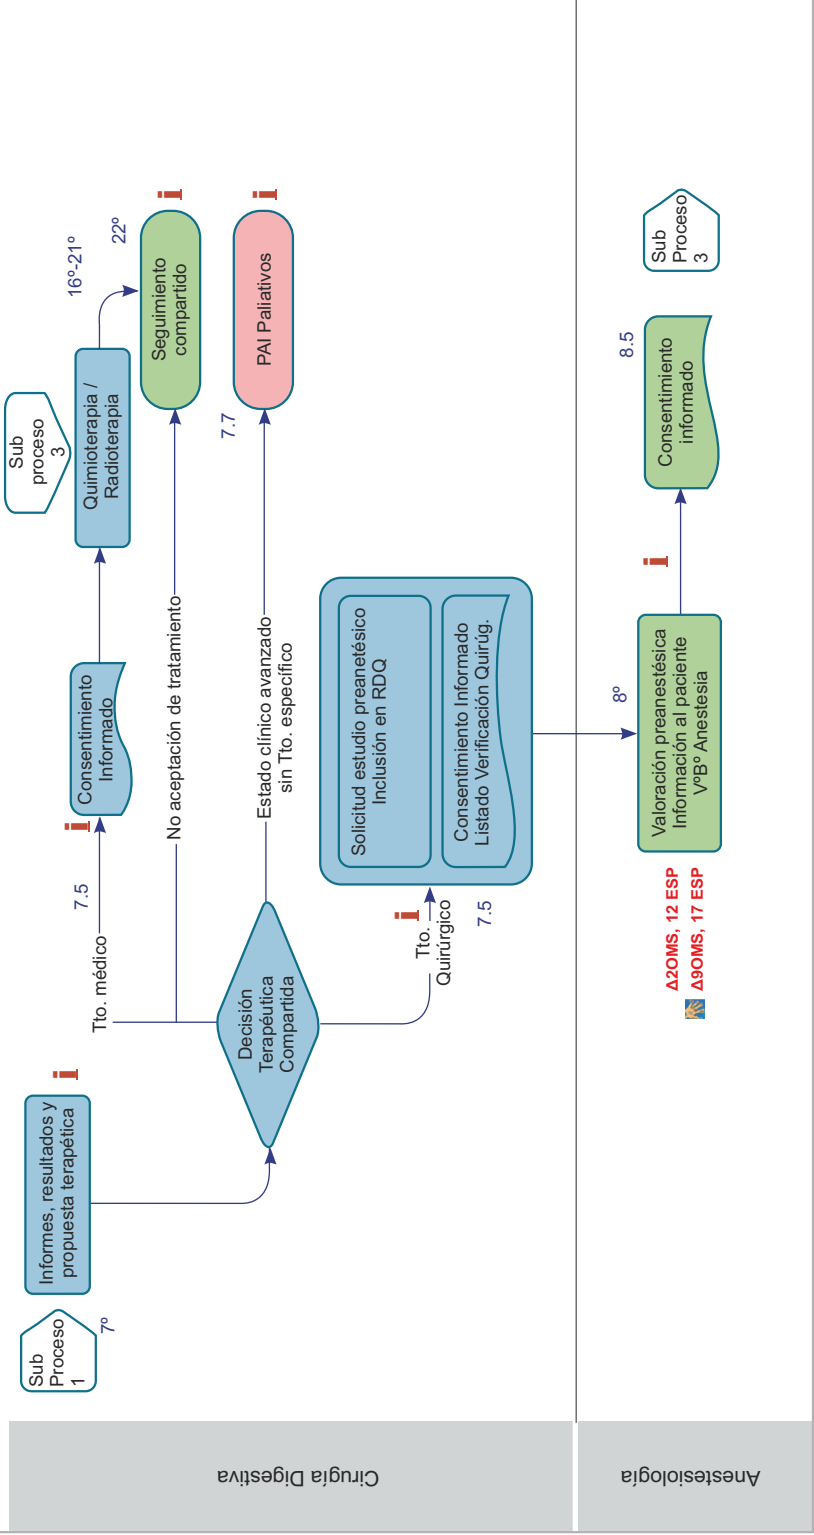 Cirugía Digestiva
Sub
Proceso
1
7º
Informes, resultados y
propuesta terapética
Decisión
Terapéutica
Compartida
Tto. médico
7.5
Consentimiento
Informado
Sub
proceso
3
Quimioterapia /
Radioterapia
16º-21º
22º
Seguimiento
compartido
No aceptación de tratamiento
Estado clínico avanzado
sin Tto. específico
7.7
PAI Paliativos
Tto.
Quirúrgico
7.5
Solicitud estudio preanetésico
Inclusión en RDQ
Consentimiento Informado
Listado Verificación Quirúg.
Anestesiología
8º
Valoración preanestésica
Información al paciente
VºBº Anestesia
Δ2OMS, 12 ESP
Δ9OMS, 17 ESP
8.5
Consentimiento
informado
Sub
Proceso
3
i
i
i
i
i
i